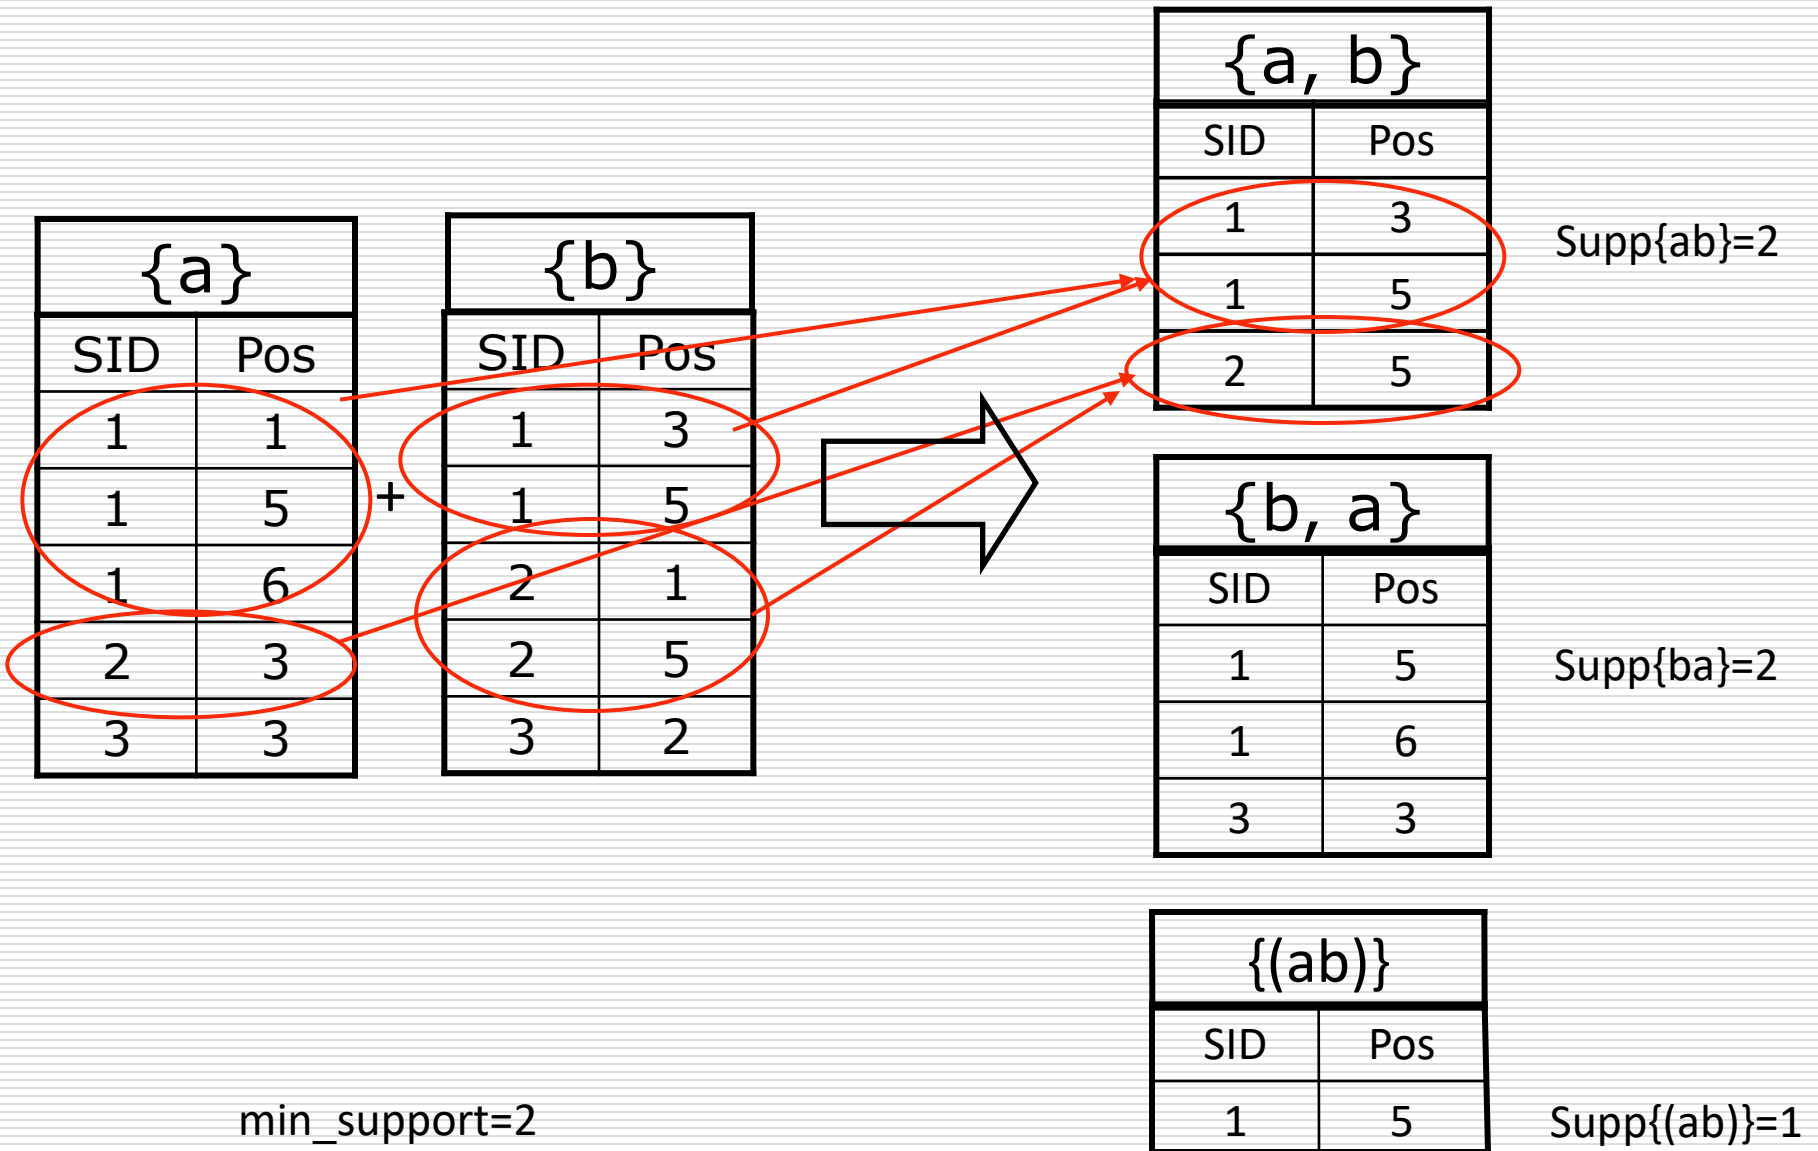 {a}
SID Pos
1 1
1 5
1 6
2 3
3 3
+
{b}
SID Pos
1 3
1 5
2 1
2 5
3 2
{a, b}
SID Pos
1 3
1 5
2 5
Supp{ab}=2
{b, a}
SID Pos
1 5
1 6
3 3
Supp{ba}=2
{(ab)}
SID Pos
1 5
Supp{(ab)}=1
min_support=2